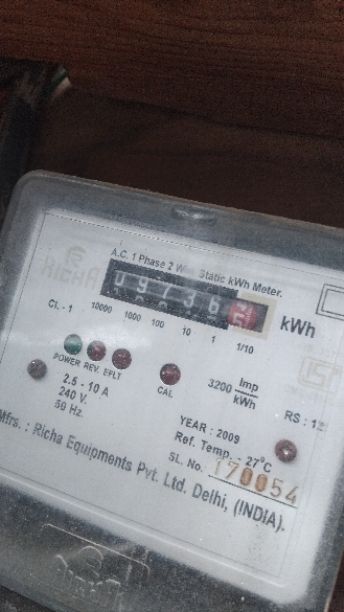 RICHA
A.C. 1 Phase 2 Wire Static kWh Meter.
09736
kWh
CL. - 1 10000 1000 100 10 1 1/10
POWER REV. EFLT
CAL
3200 Imp/kWh
2.5 - 10 A
240 V.
50 Hz.
RS : 1
YEAR : 2009
Ref. Temp. - 27°C
SL. No. 170054
Mfrs. : Richa Equipments Pvt. Ltd. Delhi, (INDIA).